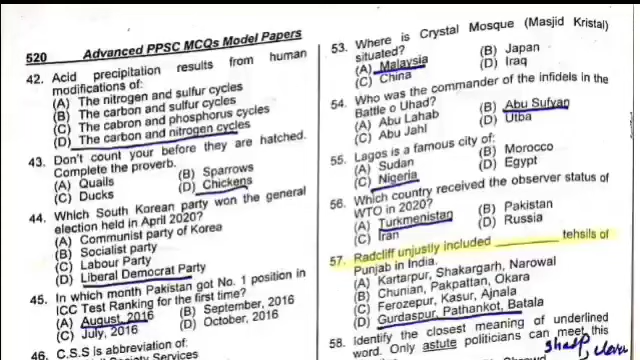 520 Advanced PPSC MCQs Model Papers
42. Acid precipitation results from human
modifications of:
(A) The nitrogen and sulfur cycles
(B) The carbon and sulfur cycles
(C) The cabron and phosphorus cycles
(D) The carbon and nitrogen cycles
43. Don't count your before they are hatched.
Complete the proverb.
(A) Quails (B) Sparrows
(C) Ducks (D) Chickens
44. Which South Korean party won the general
election held in April 2020?
(A) Communist party of Korea
(B) Socialist party
(C) Labour Party
(D) Liberal Democrat Party
45. In which month Pakistan got No. 1 position in
ICC Test Ranking for the first time?
(A) August, 2016 (B) September, 2016
(C) July, 2016 (D) October, 2016
46. C.S.S is abbreviation of:
Services
53. Where is Crystal Mosque (Masjid Kristal)
situated?
(A) Malaysia (B) Japan
(C) China (D) Iraq
54. Who was the commander of the infidels in the
Battle o Uhad?
(A) Abu Lahab (B) Abu Sufyan
(C) Abu Jahl (D) Utba
55. Lagos is a famous city of:
(A) Sudan (B) Morocco
(C) Nigeria (D) Egypt
56. Which country received the observer status of
WTO in 2020?
(A) Turkmenistan (B) Pakistan
(C) Iran (D) Russia
57. Radcliff unjustly included ________ tehsils of
Punjab in India.
(A) Kartarpur, Shakargarh, Narowal
(B) Chunian, Pakpattan, Okara
(C) Ferozepur, Kasur, Ajnala
(D) Gurdaspur, Pathankot, Batala
58. Identify the closest meaning of underlined
word. Only astute politicians can meet this
sharp, clever